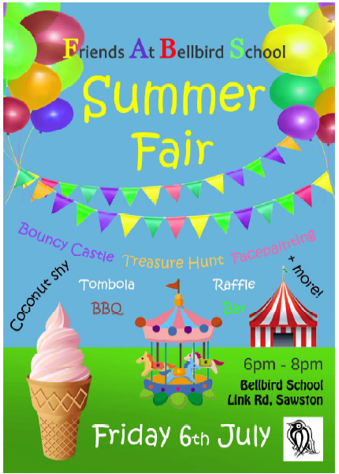 Friends At Bellbird School
Summer
Fair
Bouncy Castle
Treasure Hunt
Facepainting
Coconut shy
Tombola
Raffle
+ more!
BBQ
Bar
6pm - 8pm
Bellbird School
Link Rd, Sawston
Friday 6th July